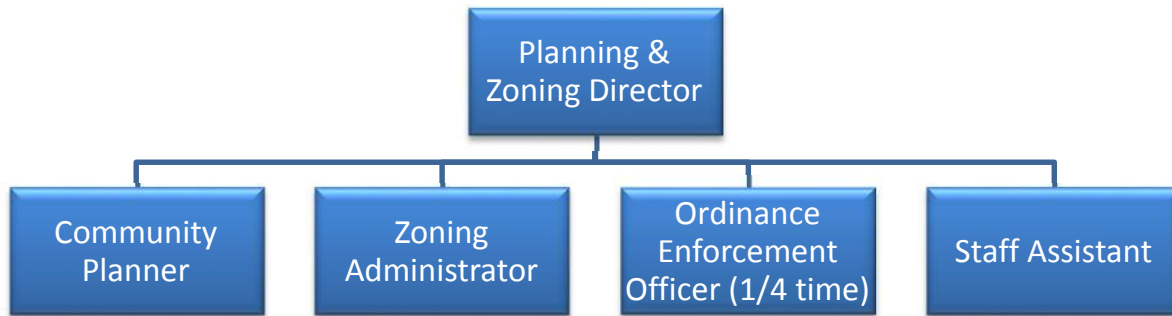 Planning &
Zoning Director
Community
Planner
Zoning
Administrator
Ordinance
Enforcement
Officer (1/4 time)
Staff Assistant